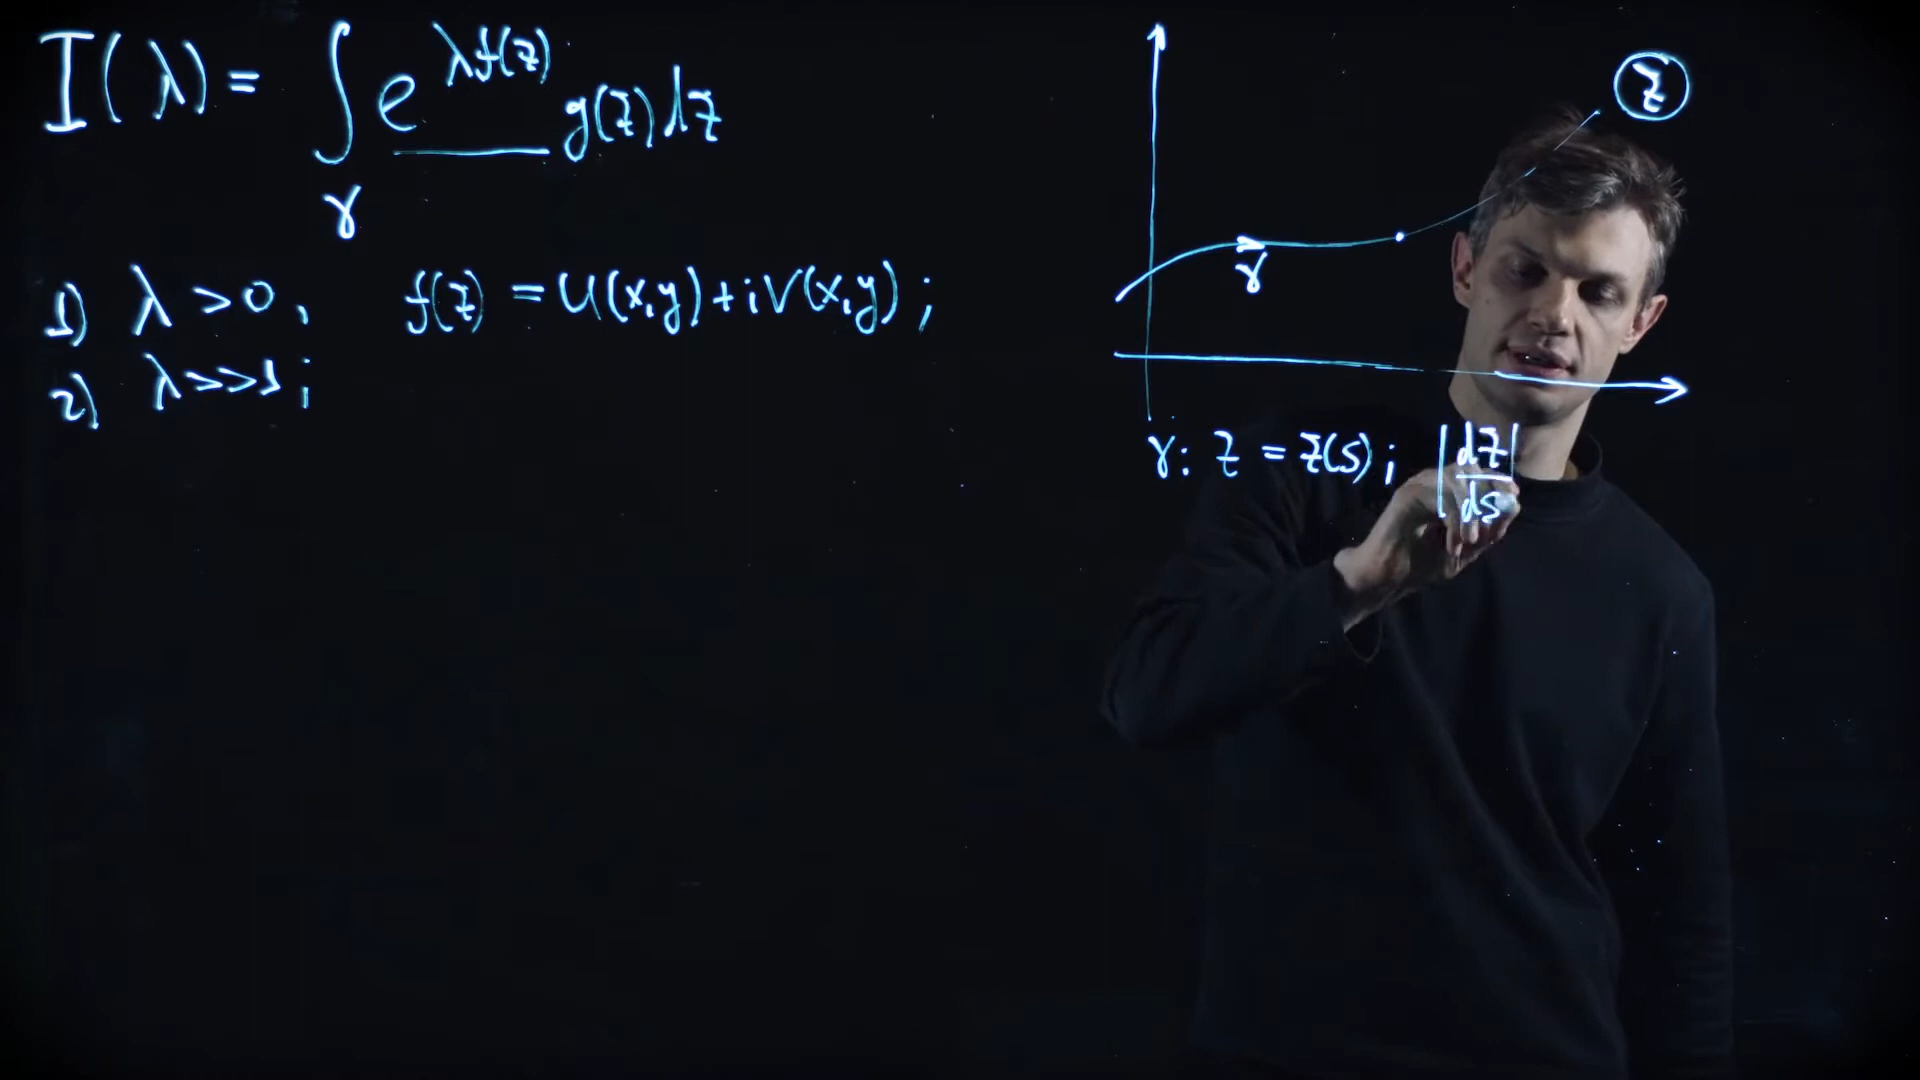 I(λ) = ∫γ e^{λf(z)} g(z) dz
1) λ > 0, f(z) = U(x,y) + iV(x,y);
2) λ >> 1;
z
γ
γ: z = z(s); |dz/ds|